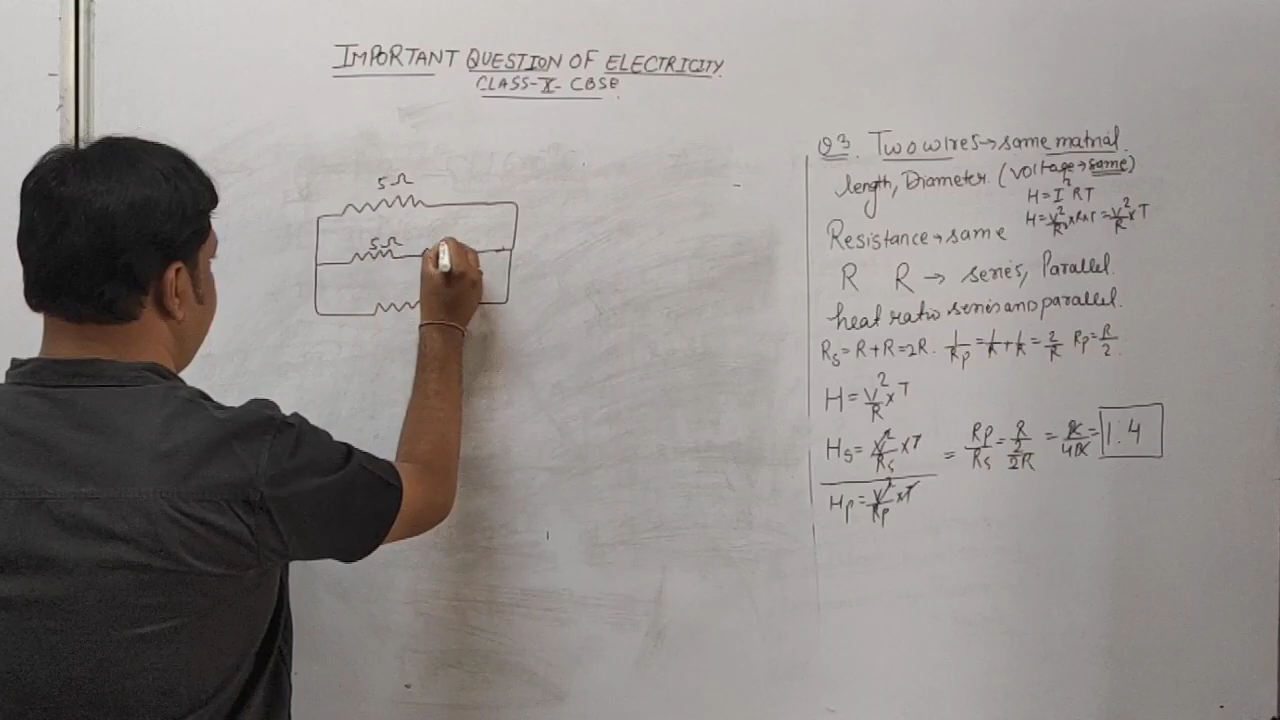 IMPORTANT QUESTION OF ELECTRICITY
CLASS-X-CBSE
5Ω
5Ω
Q3 Two wires→same matrial
length, Diameter. (voltage→same)
H=I²RT
H=V²/R²×R×T=V²/R×T
Resistance→same
R R → series, Parallel.
heat ratio series and parallel.
Rs=R+R=2R. 1/Rp=1/R+1/R=2/R Rp=R/2.
H=V²/R×T
Hs=V²/Rs×T = Rp/Rs = R/2/2R = R/4R = 1:4
Hp=V²/Rp×T